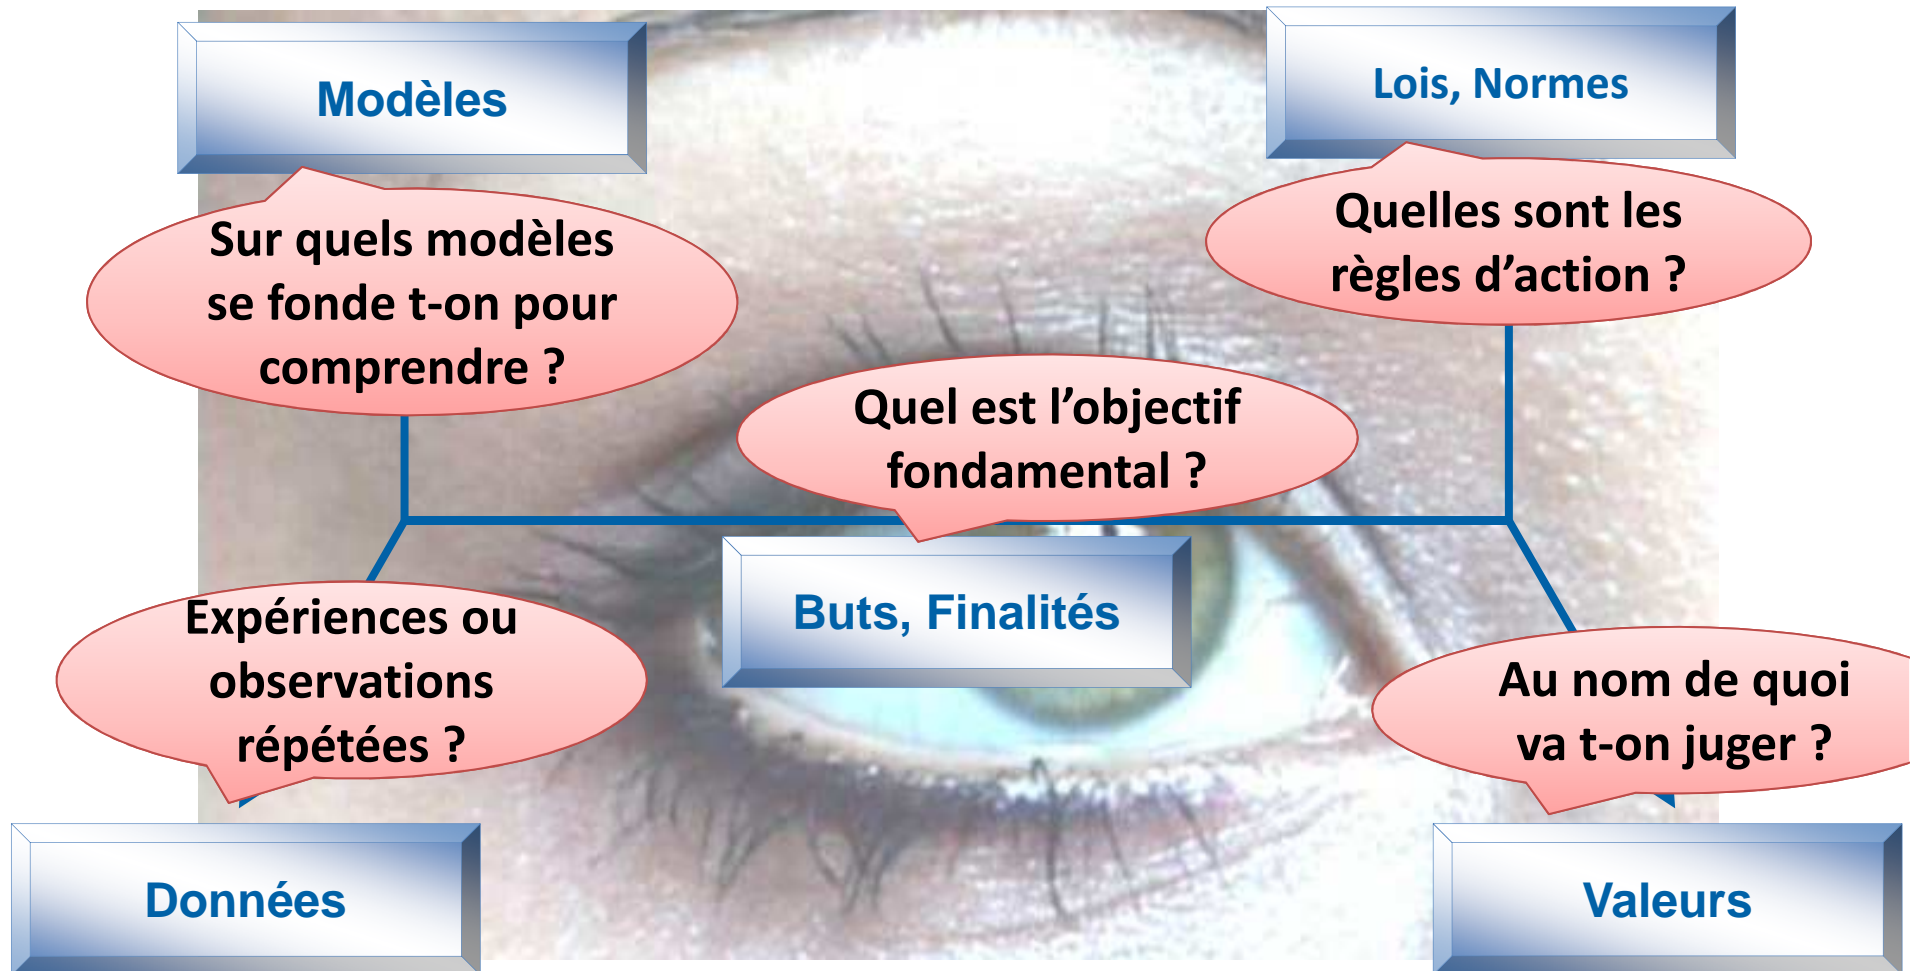 Modèles
Lois, Normes
Sur quels modèles
se fonde t-on pour
comprendre ?
Quelles sont les
règles d’action ?
Quel est l’objectif
fondamental ?
Buts, Finalités
Expériences ou
observations
répétées ?
Au nom de quoi
va t-on juger ?
Données
Valeurs